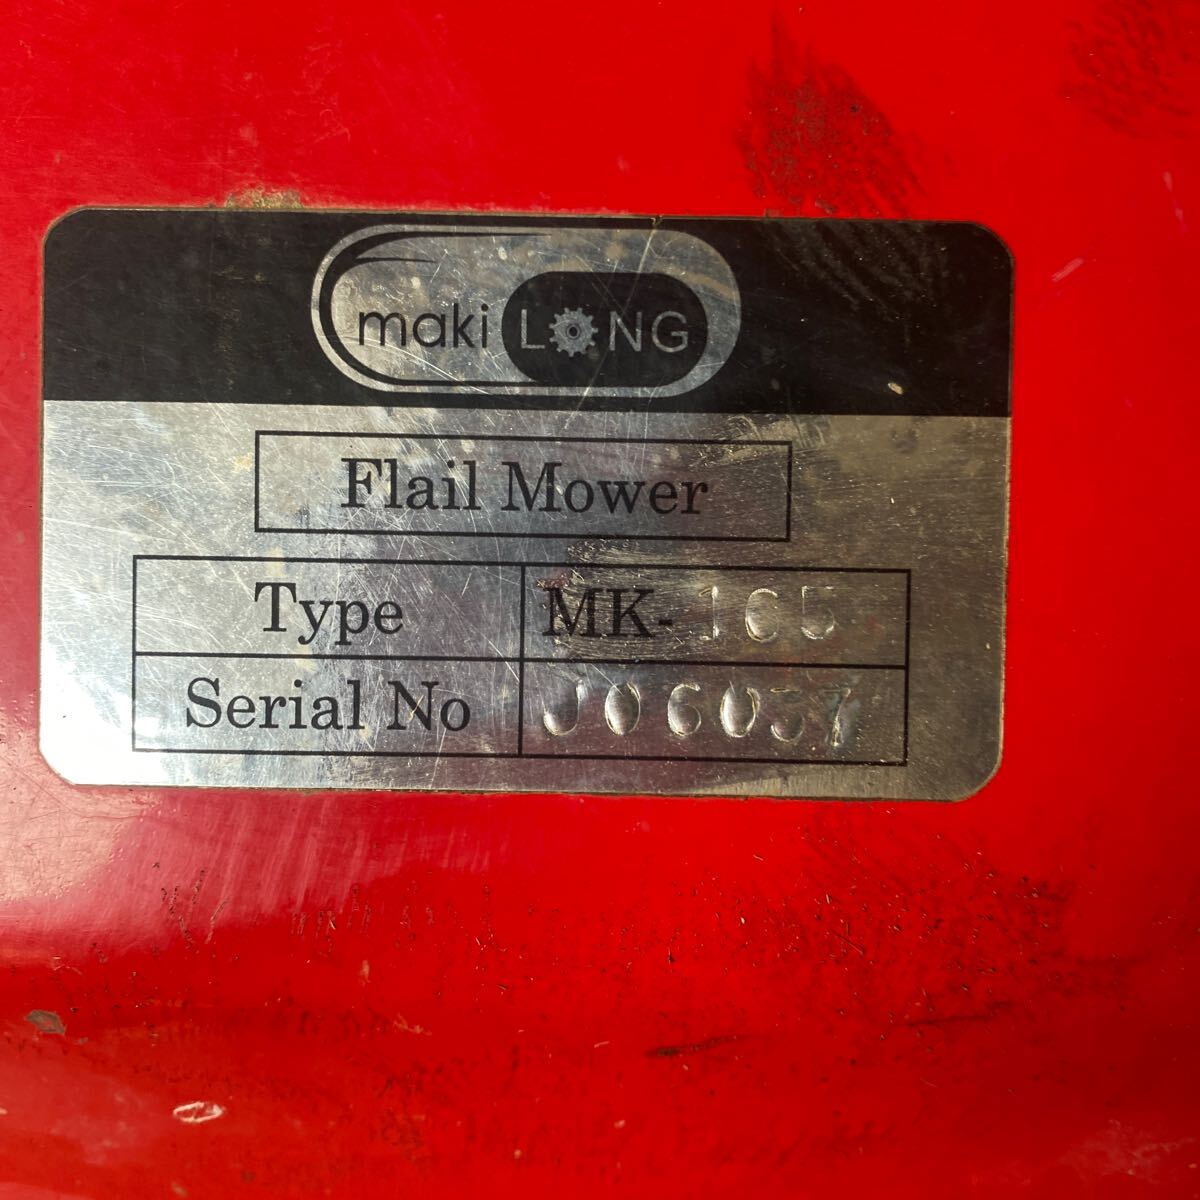 maki LONG
Flail Mower
Type MK-165
Serial No J06037